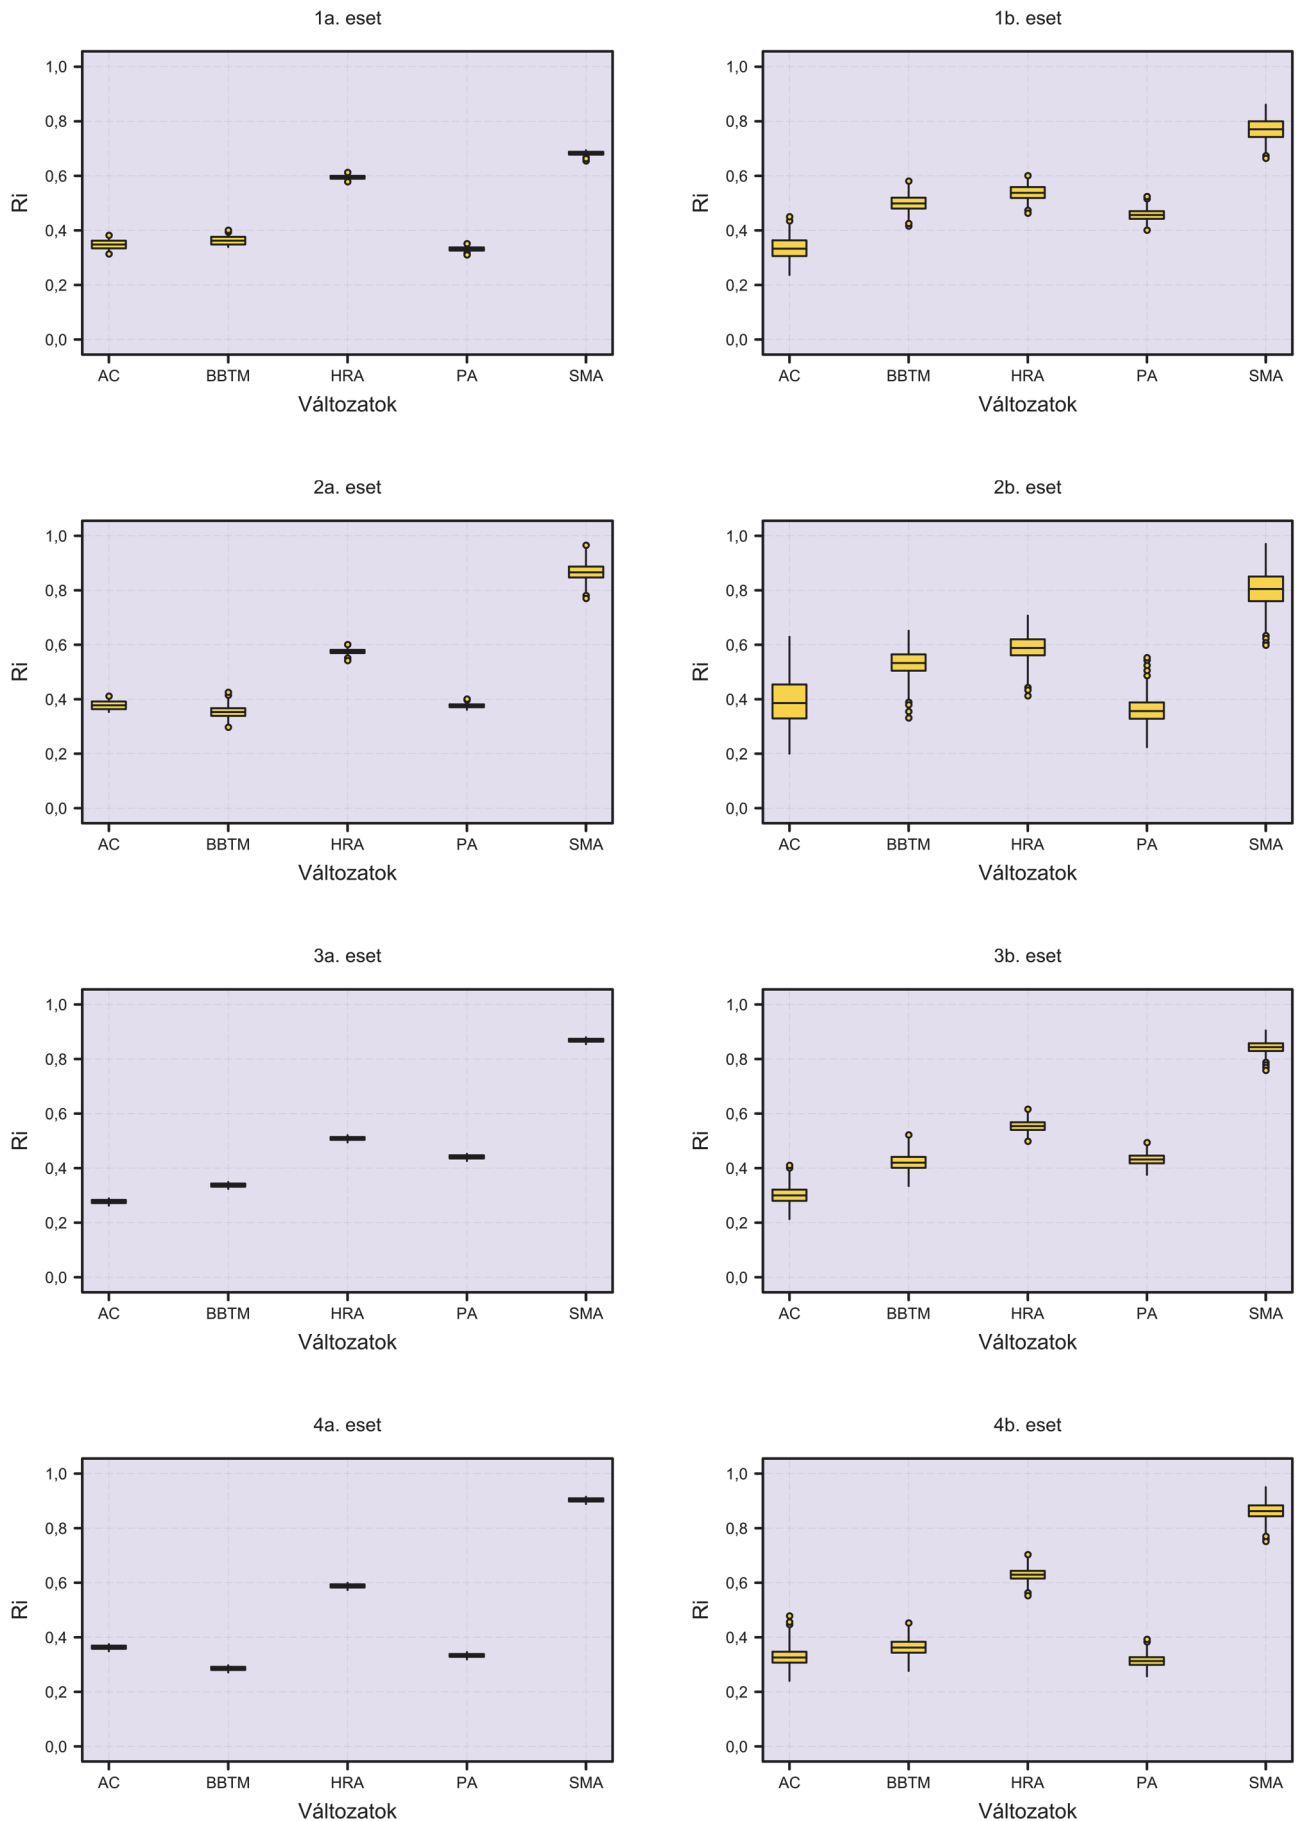 1a. eset
1,0
0,8
0,6
0,4
0,2
0,0
Ri
AC BBTM HRA PA SMA
Változatok
1b. eset
1,0
0,8
0,6
0,4
0,2
0,0
Ri
AC BBTM HRA PA SMA
Változatok
2a. eset
1,0
0,8
0,6
0,4
0,2
0,0
Ri
AC BBTM HRA PA SMA
Változatok
2b. eset
1,0
0,8
0,6
0,4
0,2
0,0
Ri
AC BBTM HRA PA SMA
Változatok
3a. eset
1,0
0,8
0,6
0,4
0,2
0,0
Ri
AC BBTM HRA PA SMA
Változatok
3b. eset
1,0
0,8
0,6
0,4
0,2
0,0
Ri
AC BBTM HRA PA SMA
Változatok
4a. eset
1,0
0,8
0,6
0,4
0,2
0,0
Ri
AC BBTM HRA PA SMA
Változatok
4b. eset
1,0
0,8
0,6
0,4
0,2
0,0
Ri
AC BBTM HRA PA SMA
Változatok